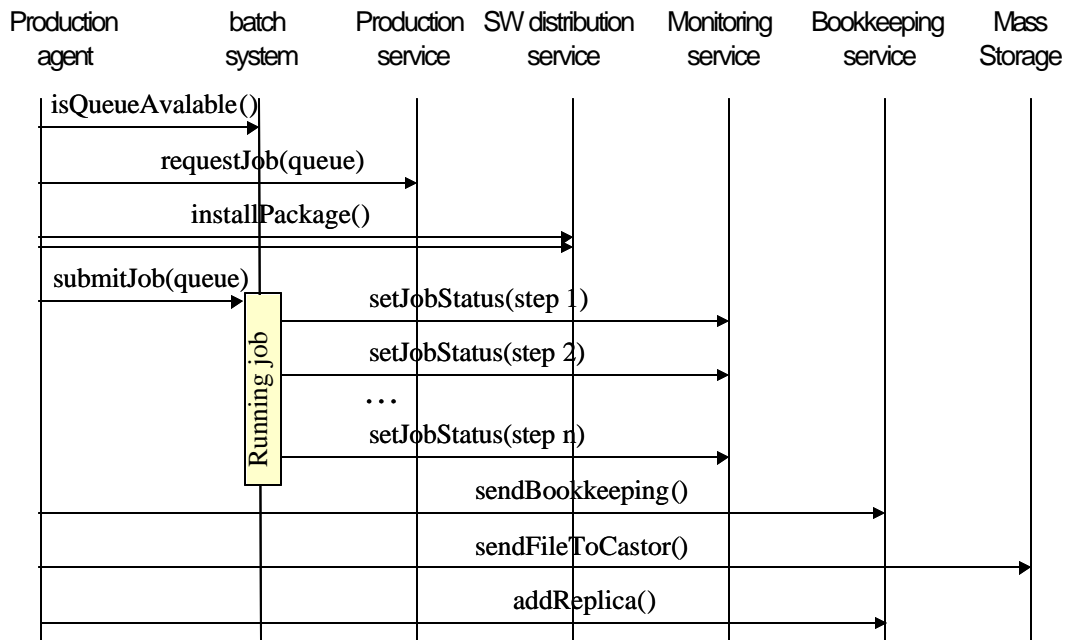 Production agent
batch system
Production service
SW distribution service
Monitoring service
Bookkeeping service
Mass Storage
isQueueAvalable()
requestJob(queue)
installPackage()
submitJob(queue)
setJobStatus(step 1)
Running job
setJobStatus(step 2)
...
setJobStatus(step n)
sendBookkeeping()
sendFileToCastor()
addReplica()